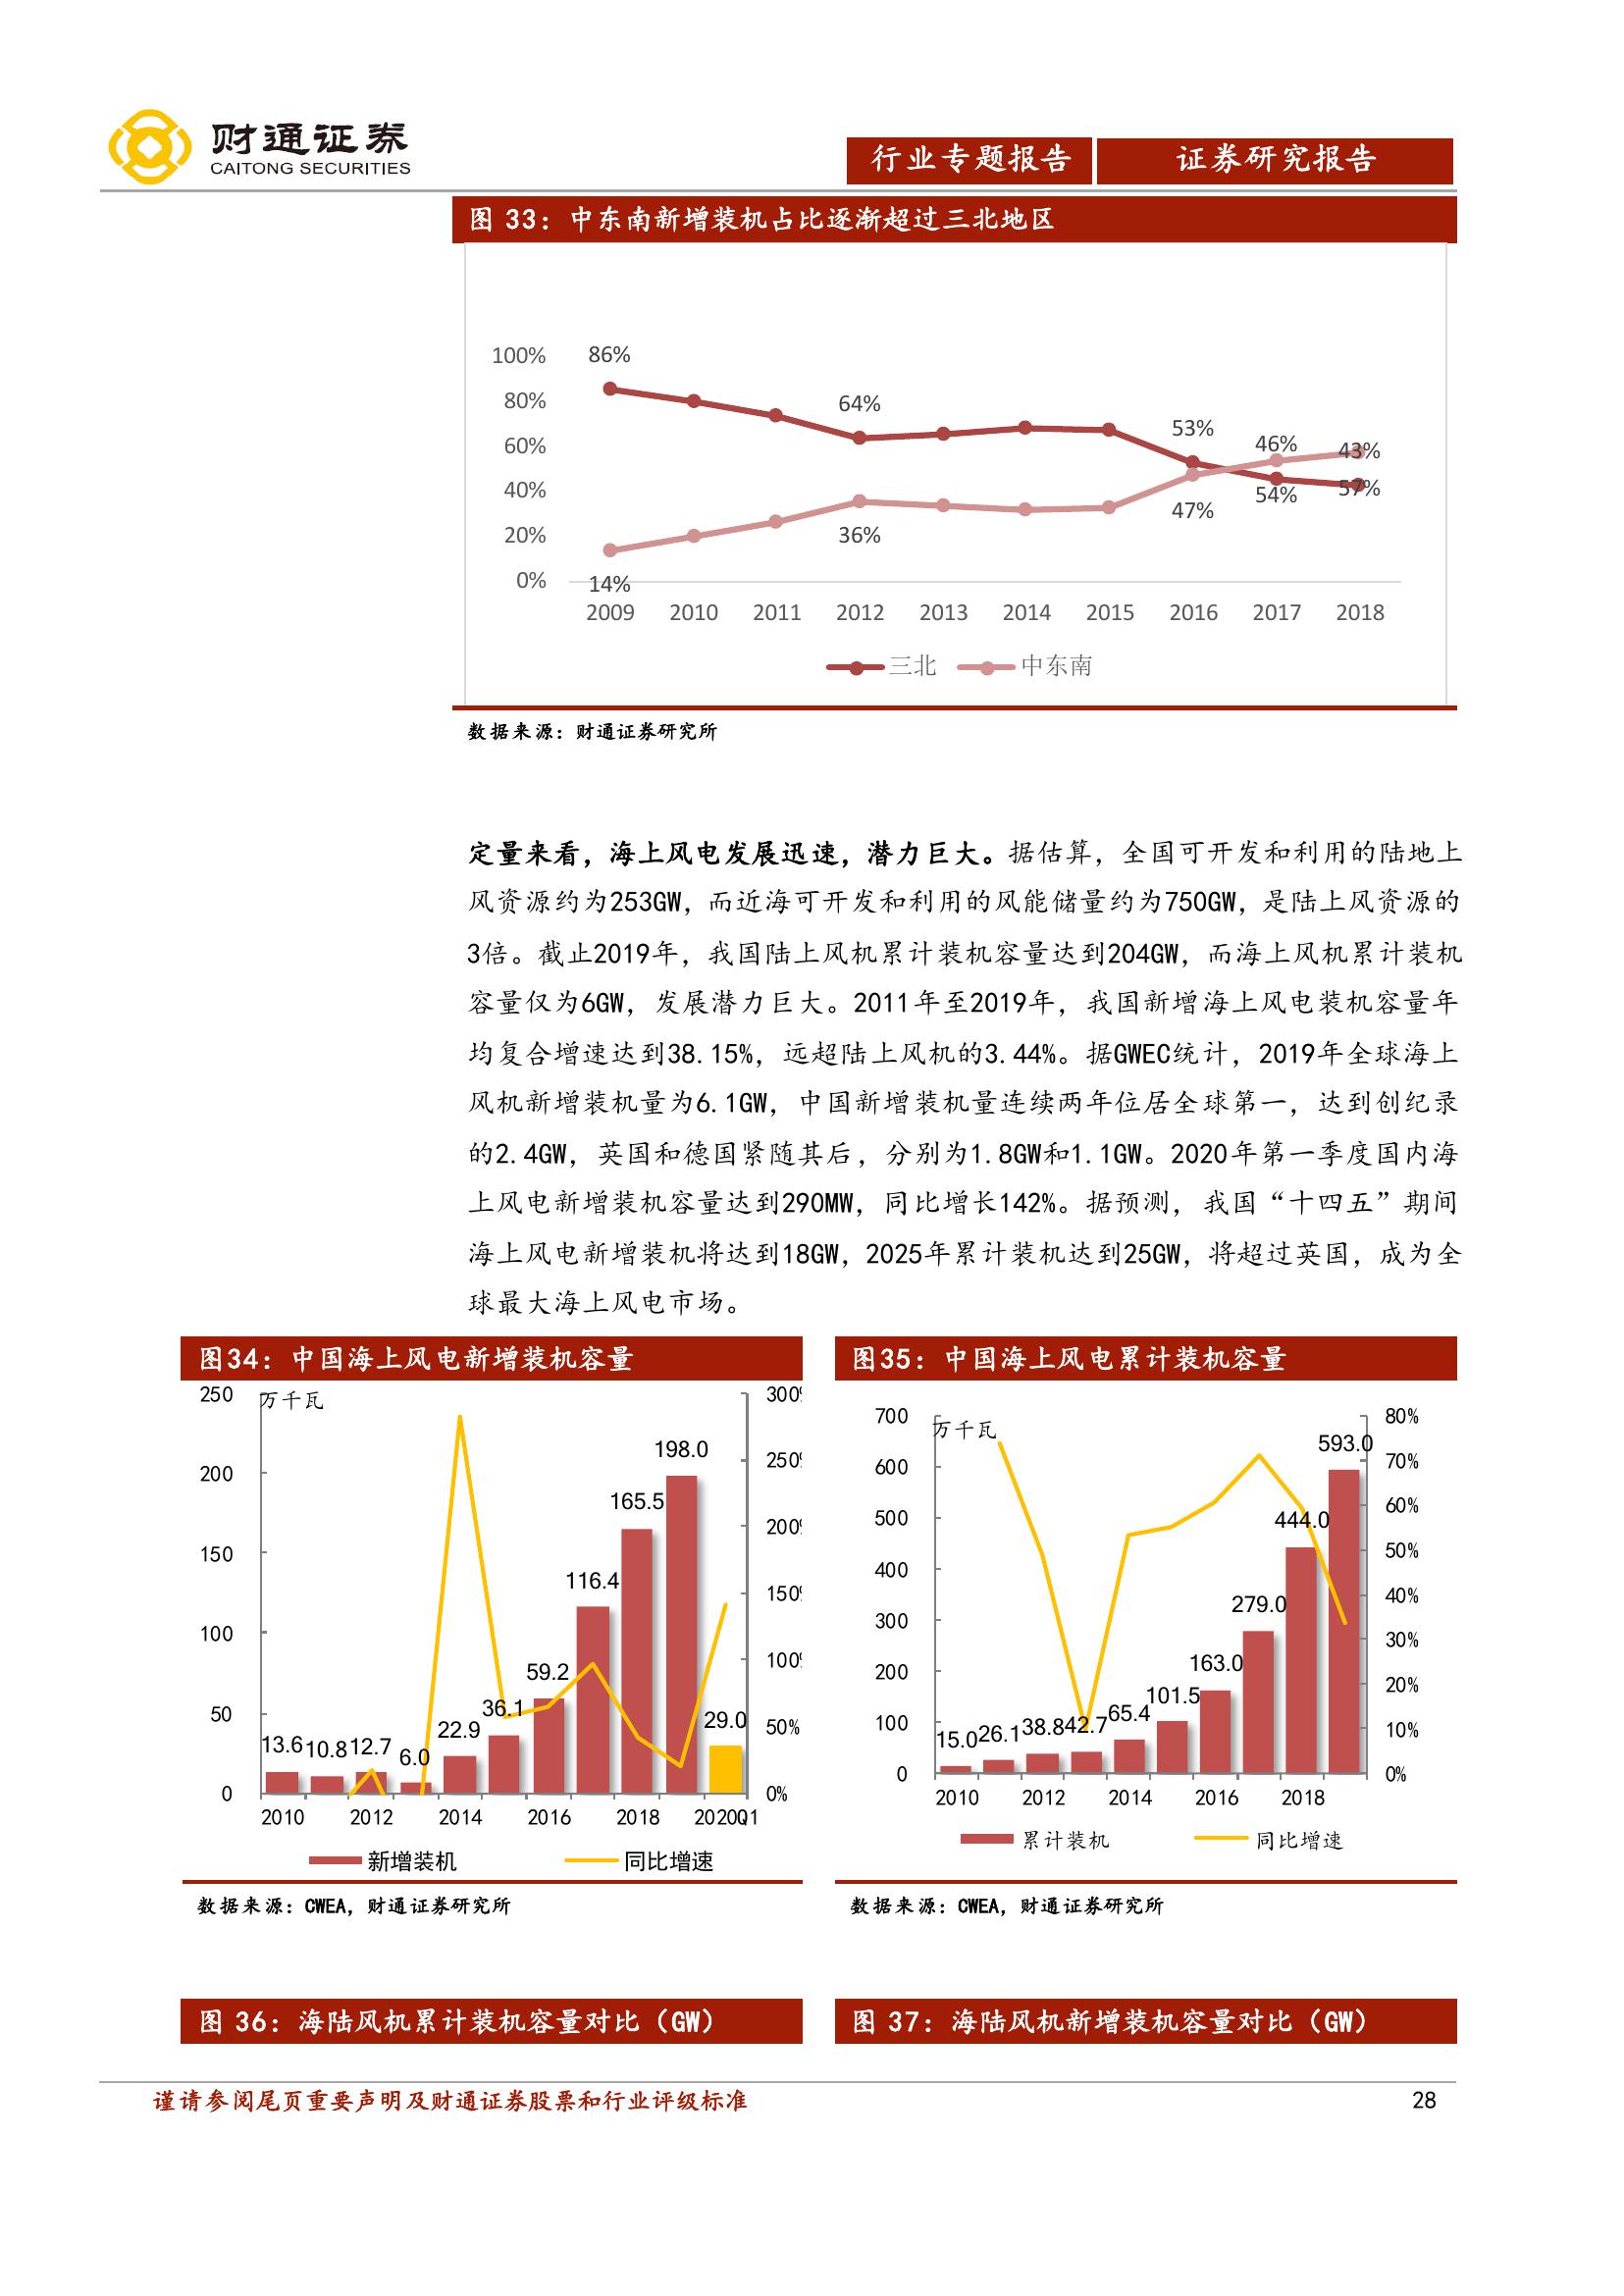 财通证券
CAITONG SECURITIES
行业专题报告 证券研究报告
图 33：中东南新增装机占比逐渐超过三北地区
100%
80%
60%
40%
20%
0%
86%
64%
53%
46%
43%
14%
36%
47%
54%
57%
2009 2010 2011 2012 2013 2014 2015 2016 2017 2018
三北 中东南
数据来源：财通证券研究所
定量来看，海上风电发展迅速，潜力巨大。据估算，全国可开发和利用的陆地上
风资源约为253GW，而近海可开发和利用的风能储量约为750GW，是陆上风资源的
3倍。截止2019年，我国陆上风机累计装机容量达到204GW，而海上风机累计装机
容量仅为6GW，发展潜力巨大。2011年至2019年，我国新增海上风电装机容量年
均复合增速达到38.15%，远超陆上风机的3.44%。据GWEC统计，2019年全球海上
风机新增装机量为6.1GW，中国新增装机量连续两年位居全球第一，达到创纪录
的2.4GW，英国和德国紧随其后，分别为1.8GW和1.1GW。2020年第一季度国内海
上风电新增装机容量达到290MW，同比增长142%。据预测，我国“十四五”期间
海上风电新增装机将达到18GW，2025年累计装机达到25GW，将超过英国，成为全
球最大海上风电市场。
图34：中国海上风电新增装机容量
万千瓦
250
200
150
100
50
0
13.6 10.8 12.7 6.0 22.9 36.1 59.2 116.4 165.5 198.0 29.0
300%
250%
200%
150%
100%
50%
0%
2010 2012 2014 2016 2018 2020Q1
新增装机 同比增速
数据来源：CWEA，财通证券研究所
图35：中国海上风电累计装机容量
万千瓦
700
600
500
400
300
200
100
0
15.0 26.1 38.8 42.7 65.4 101.5 163.0 279.0 444.0 593.0
80%
70%
60%
50%
40%
30%
20%
10%
0%
2010 2012 2014 2016 2018
累计装机 同比增速
数据来源：CWEA，财通证券研究所
图 36：海陆风机累计装机容量对比（GW）
图 37：海陆风机新增装机容量对比（GW）
谨请参阅尾页重要声明及财通证券股票和行业评级标准 28